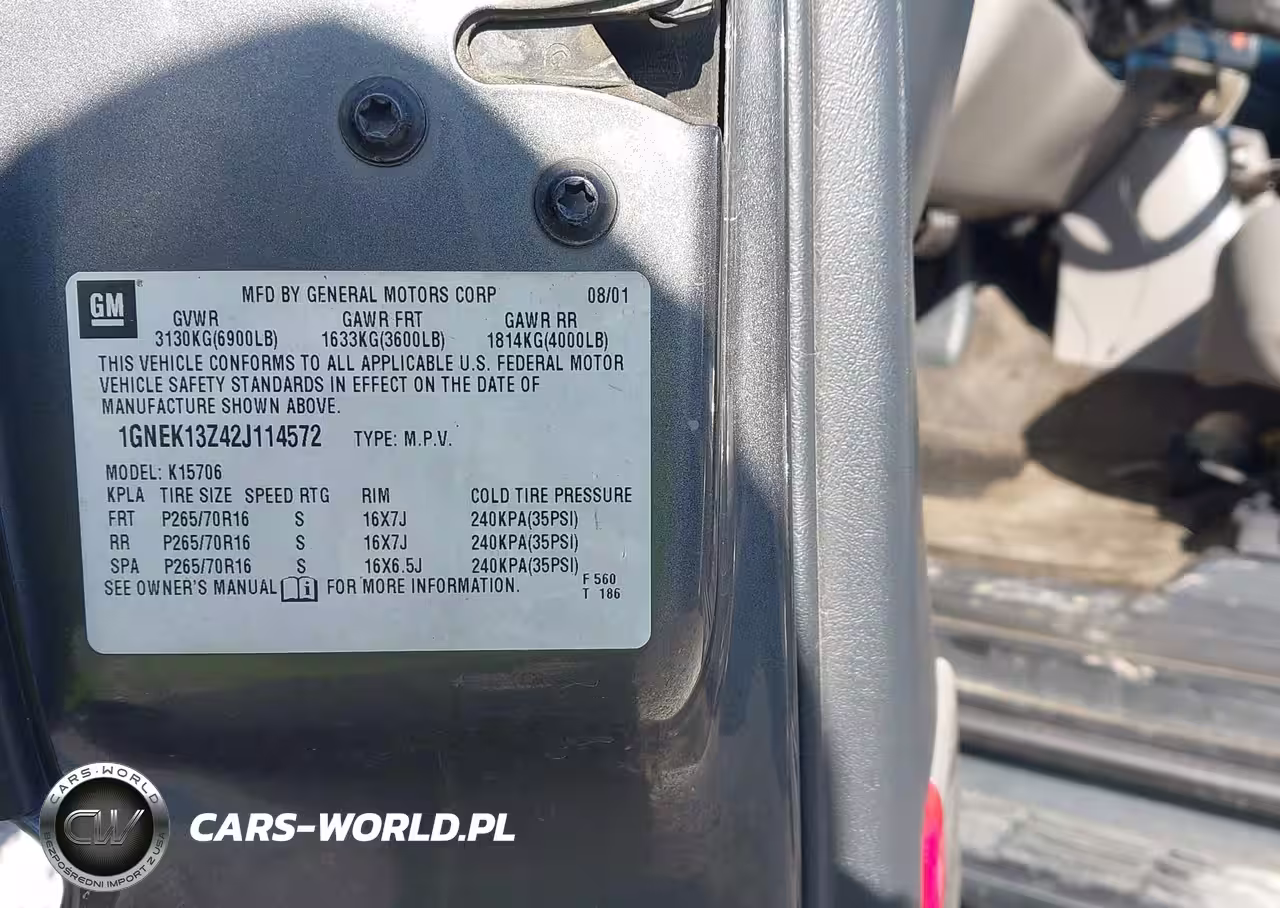 GM
MFD BY GENERAL MOTORS CORP 08/01
GVWR GAWR FRT GAWR RR
3130KG(6900LB) 1633KG(3600LB) 1814KG(4000LB)
THIS VEHICLE CONFORMS TO ALL APPLICABLE U.S. FEDERAL MOTOR
VEHICLE SAFETY STANDARDS IN EFFECT ON THE DATE OF
MANUFACTURE SHOWN ABOVE.
1GNEK13Z42J114572 TYPE: M.P.V.
MODEL: K15706
KPLA TIRE SIZE SPEED RTG RIM COLD TIRE PRESSURE
FRT P265/70R16 S 16X7J 240KPA(35PSI)
RR P265/70R16 S 16X7J 240KPA(35PSI)
SPA P265/70R16 S 16X6.5J 240KPA(35PSI)
SEE OWNER'S MANUAL FOR MORE INFORMATION.
F 560
T 186
CARS-WORLD
CW
BEZPOŚREDNI IMPORT Z USA
CARS-WORLD.PL